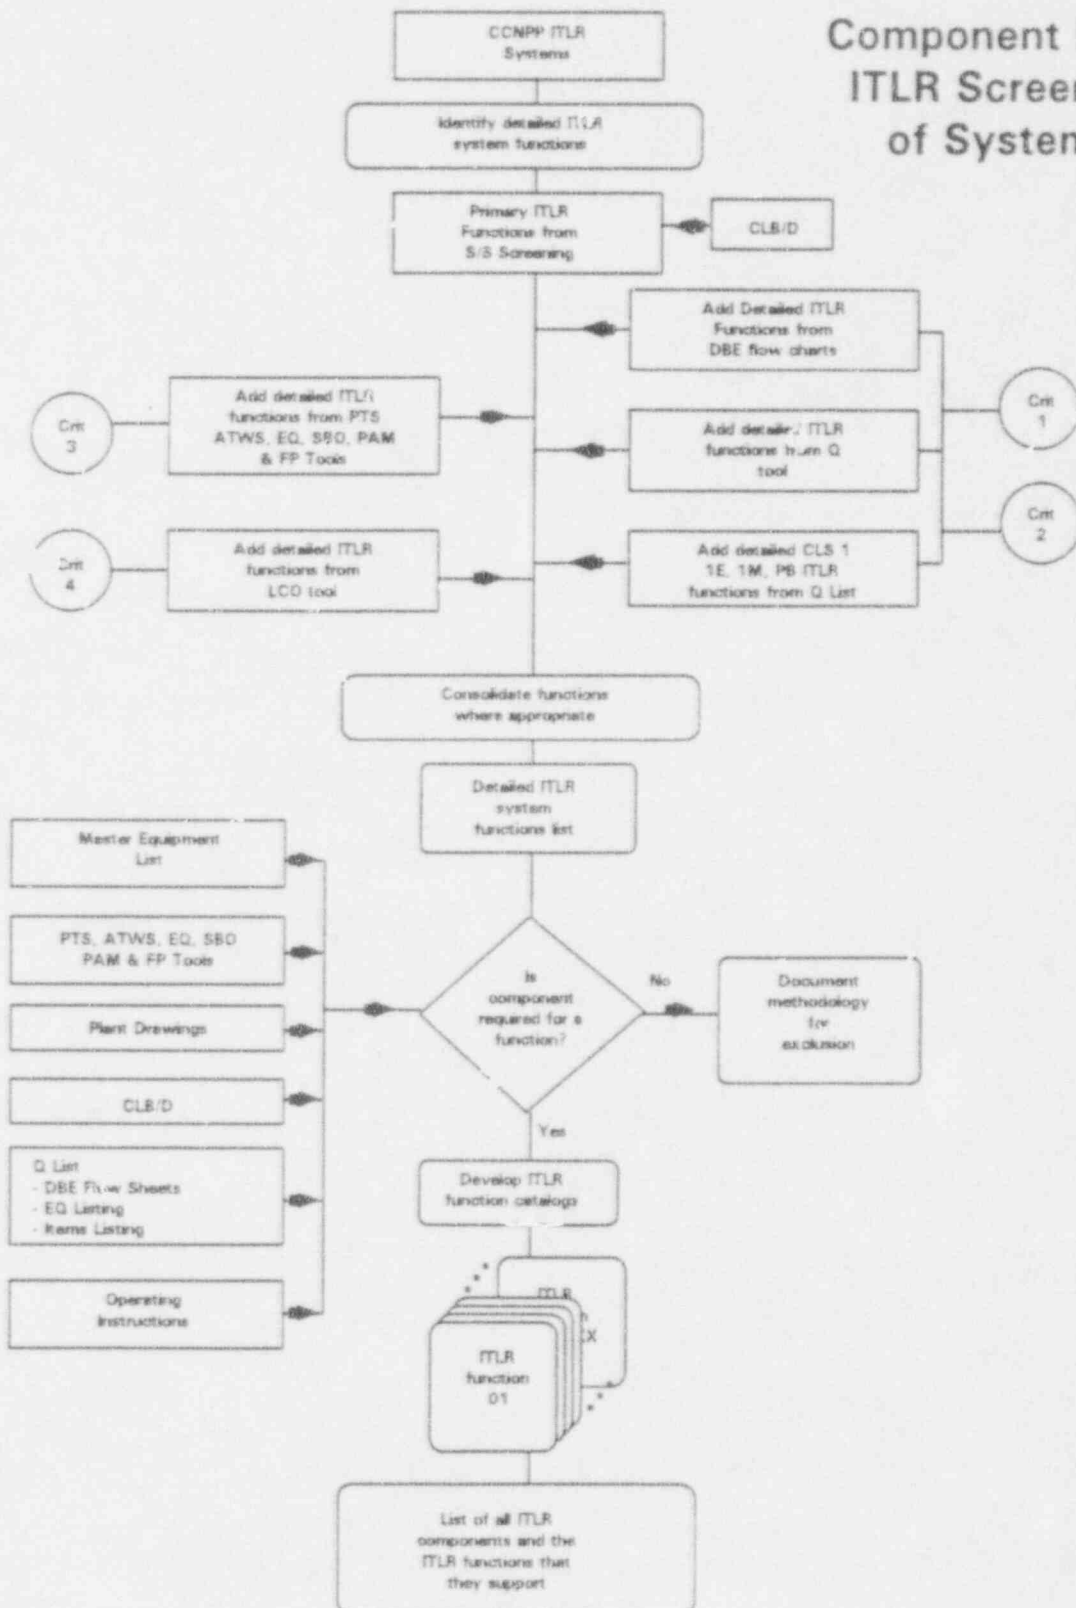 Component
ITLR Screen
of System
CCNPP ITLR
Systems
Identify detailed ITLR
system functions
Primary ITLR
Functions from
S/S Screening
CLB/D
Add Detailed ITLR
Functions from
DBE flow charts
Crit
1
Crit
3
Add detailed ITLR
functions from PTS
ATWS, EQ, SBO, PAM
& FP Tools
Add detailed ITLR
functions from Q
tool
Crit
2
Crit
4
Add detailed ITLR
functions from
LCO tool
Add detailed CLS 1
1E, 1M, PB ITLR
functions from Q List
Consolidate functions
where appropriate
Detailed ITLR
system
functions list
Master Equipment
List
PTS, ATWS, EQ, SBO
PAM & FP Tools
Plant Drawings
CLB/D
Q List
- DBE Flow Sheets
- EQ Listing
- Items Listing
Operating
Instructions
Is
component
required for a
function?
No
Document
methodology
for
exclusion
Yes
Develop ITLR
function catalogs
ITLR
XX
ITLR
function
01
List of all ITLR
components and the
ITLR functions that
they support